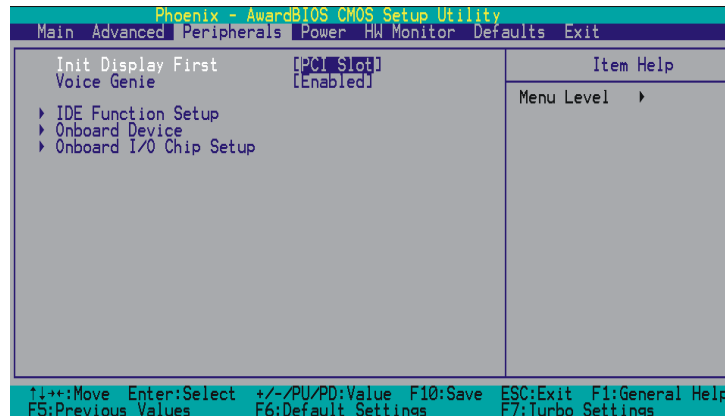 Phoenix - AwardBIOS CMOS Setup Utility
Main Advanced Peripherals Power HW Monitor Defaults Exit
Init Display First [PCI Slot]
Voice Genie [Enabled]
IDE Function Setup
Onboard Device
Onboard I/O Chip Setup
Item Help
Menu Level
↑↓→←:Move Enter:Select +/-/PU/PD:Value F10:Save ESC:Exit F1:General Help
F5:Previous Values F6:Default Settings F7:Turbo Settings